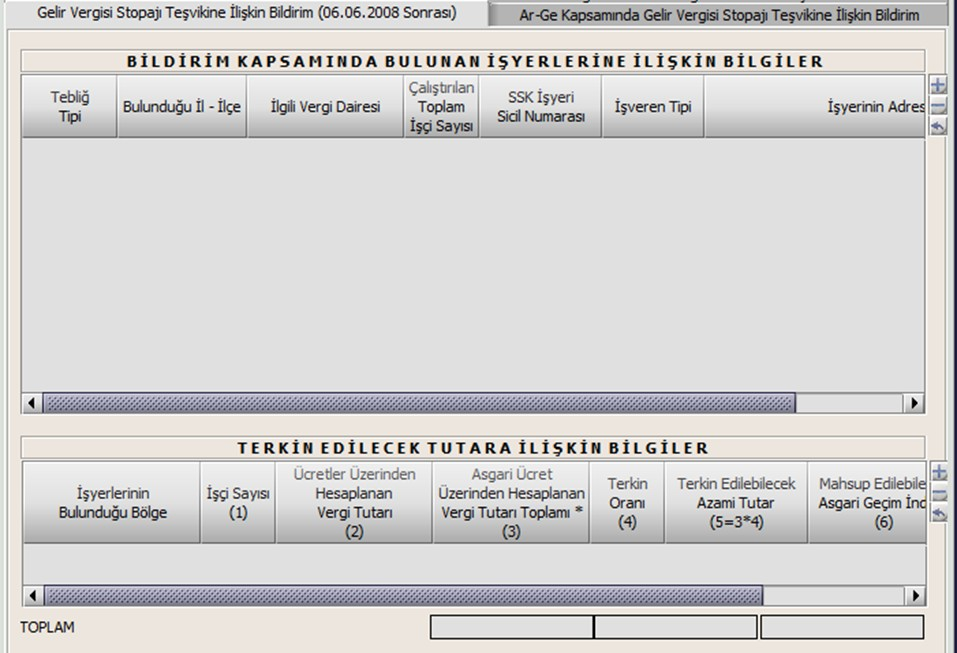 Gelir Vergisi Stopajı Teşvikine İlişkin Bildirim (06.06.2008 Sonrası)
Ar-Ge Kapsamında Gelir Vergisi Stopajı Teşvikine İlişkin Bildirim
BİLDİRİM KAPSAMINDA BULUNAN İŞYERLERİNE İLİŞKİN BİLGİLER
Tebliğ
Tipi
Bulunduğu İl - İlçe
İlgili Vergi Dairesi
Çalıştırılan
Toplam
İşçi Sayısı
SSK İşyeri
Sicil Numarası
İşveren Tipi
İşyerinin Adres
TERKİN EDİLECEK TUTARA İLİŞKİN BİLGİLER
İşyerlerinin
Bulunduğu Bölge
İşçi Sayısı
(1)
Ücretler Üzerinden
Hesaplanan
Vergi Tutarı
(2)
Asgari Ücret
Üzerinden Hesaplanan
Vergi Tutarı Toplamı *
(3)
Terkin
Oranı
(4)
Terkin Edilebilecek
Azami Tutar
(5=3*4)
Mahsup Edilebile
Asgari Geçim İnd
(6)
TOPLAM